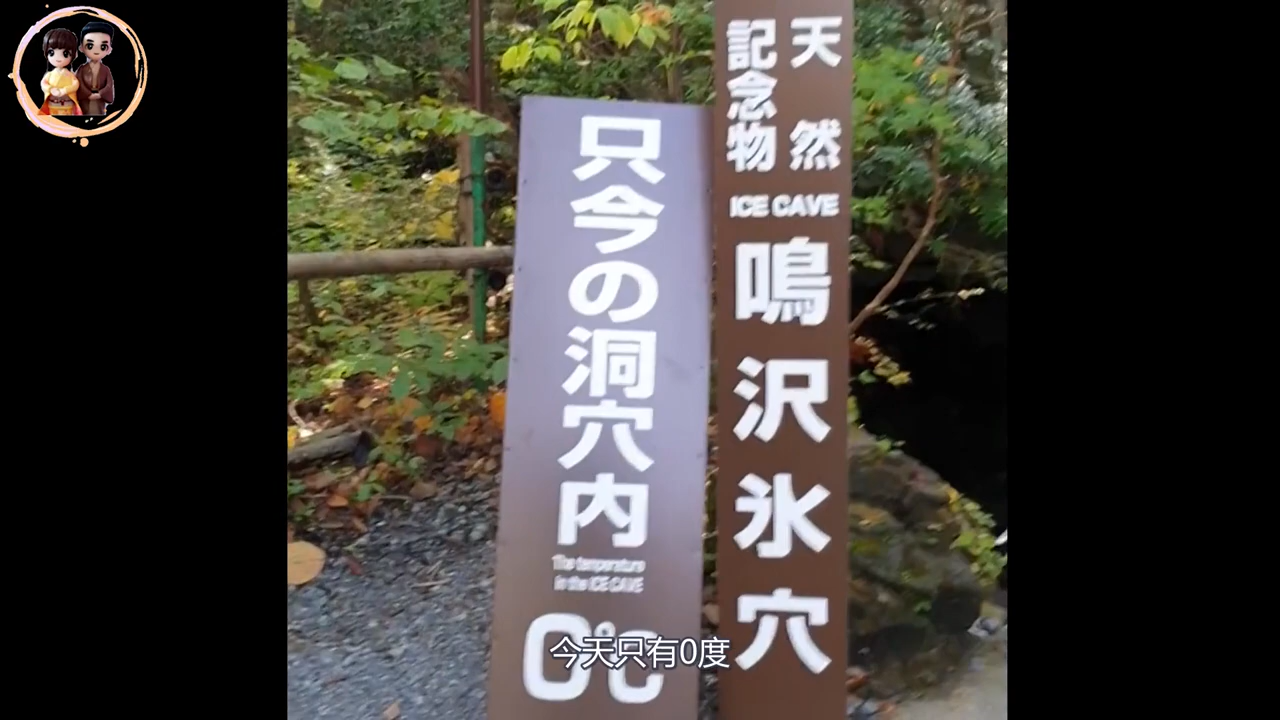 天然
記念物
ICE CAVE
鳴沢氷穴
只今の洞穴内
The temperature
in the ICE CAVE
0℃
今天只有0度